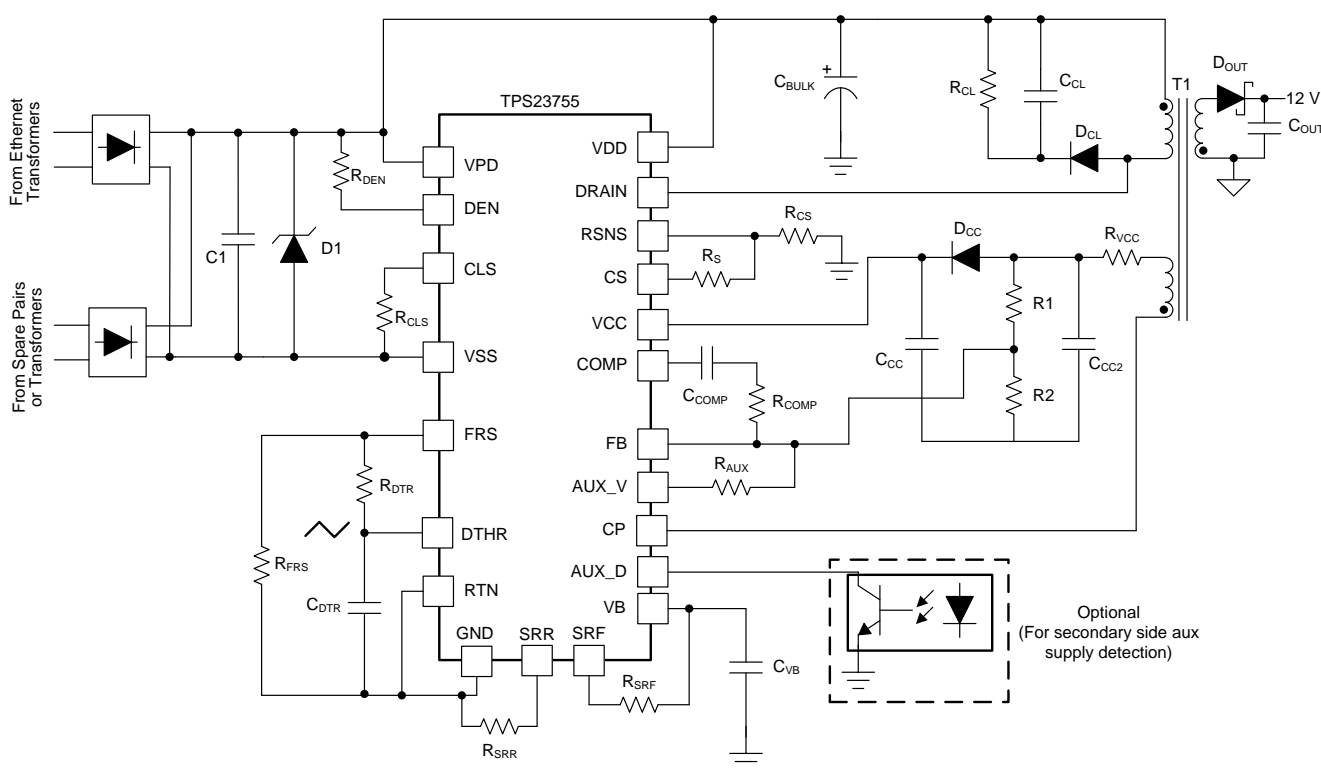 TPS23755
From Ethernet
Transformers
From Spare Pairs
or Transformers
C1
D1
RDEN
RCLS
VPD
DEN
CLS
VSS
FRS
DTHR
RTN
GND
SRR
SRF
VDD
DRAIN
RSNS
CS
VCC
COMP
FB
AUX_V
CP
AUX_D
VB
RFRS
RDTR
CDTR
RSRR
RSRF
CVB
CBULK
+
RCL
CCL
DCL
T1
DOUT
12 V
COUT
RCS
RS
DCC
RVCC
R1
R2
CCC
CCC2
CCOMP
RCOMP
RAUX
Optional
(For secondary side aux
supply detection)